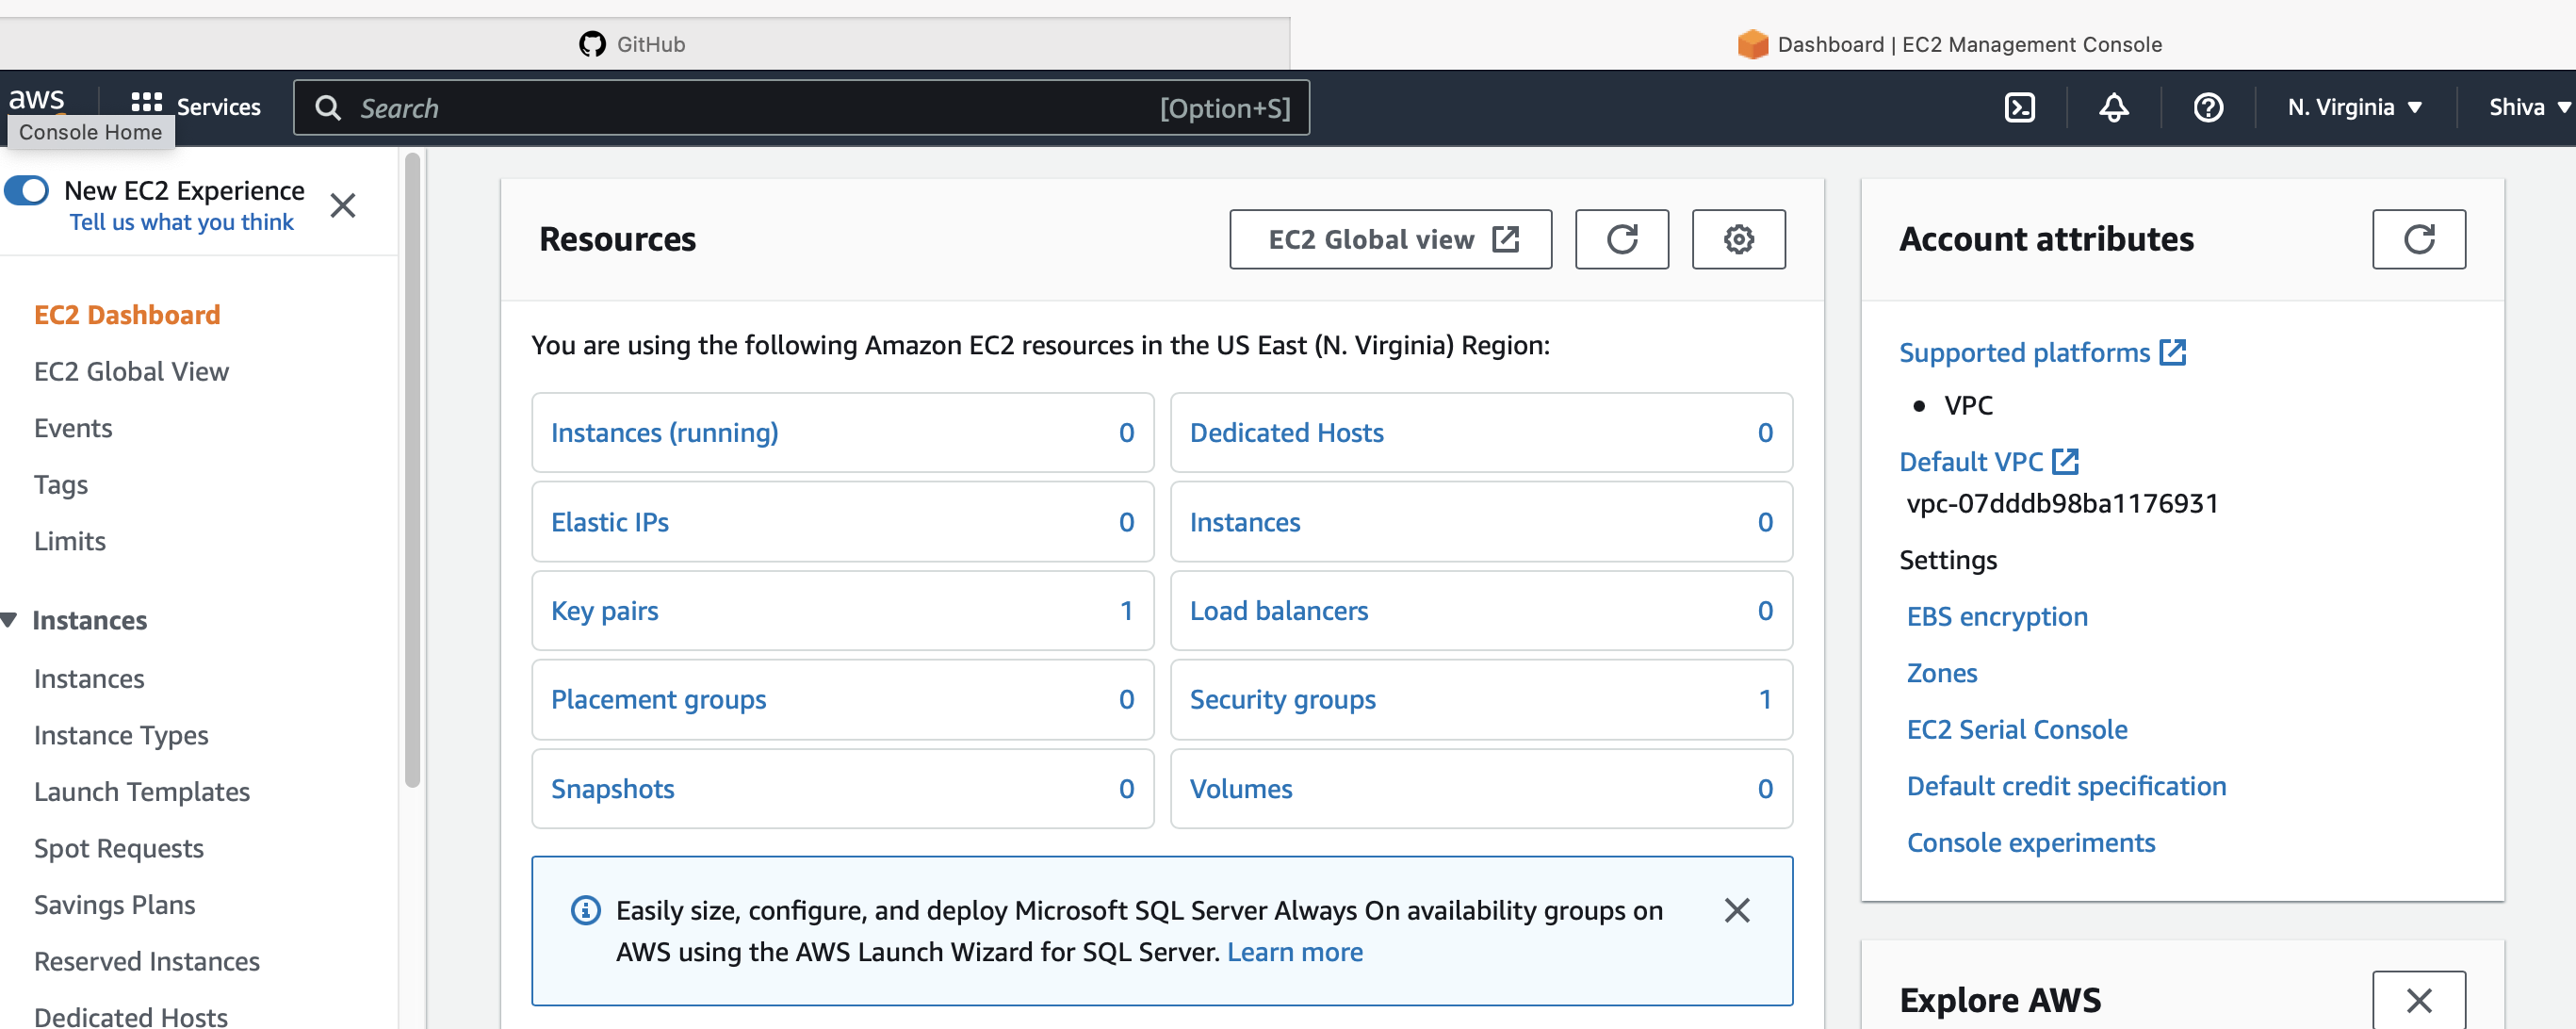 GitHub
Dashboard | EC2 Management Console
aws
Services
Search
[Option+S]
N. Virginia
Shiva
Console Home
New EC2 Experience
Tell us what you think
EC2 Dashboard
EC2 Global View
Events
Tags
Limits
Instances
Instances
Instance Types
Launch Templates
Spot Requests
Savings Plans
Reserved Instances
Dedicated Hosts
Resources
EC2 Global view
You are using the following Amazon EC2 resources in the US East (N. Virginia) Region:
Instances (running) 0
Dedicated Hosts 0
Elastic IPs 0
Instances 0
Key pairs 1
Load balancers 0
Placement groups 0
Security groups 1
Snapshots 0
Volumes 0
Easily size, configure, and deploy Microsoft SQL Server Always On availability groups on
AWS using the AWS Launch Wizard for SQL Server. Learn more
Account attributes
Supported platforms
• VPC
Default VPC
vpc-07dddb98ba1176931
Settings
EBS encryption
Zones
EC2 Serial Console
Default credit specification
Console experiments
Explore AWS